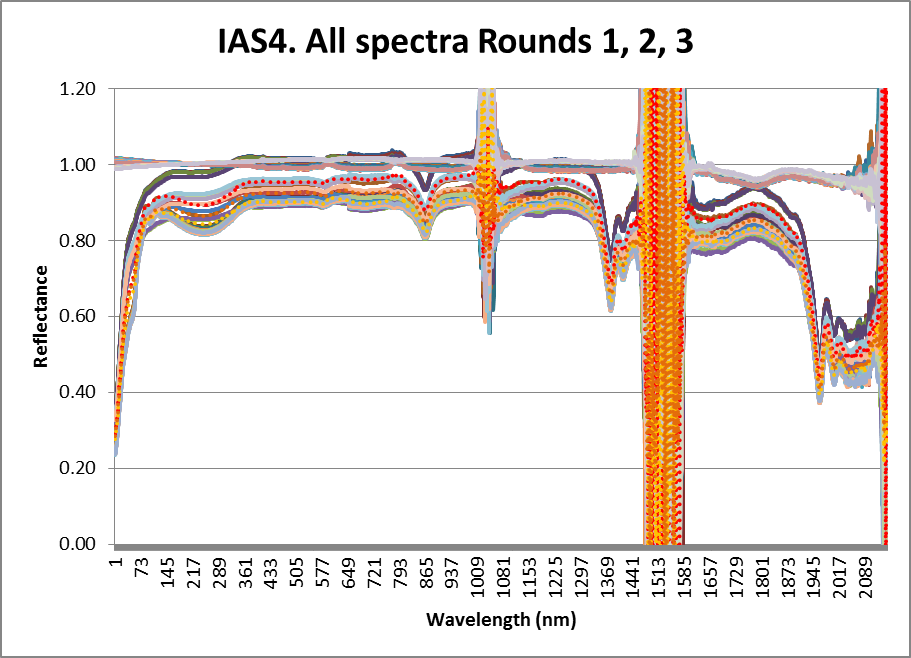 IAS4. All spectra Rounds 1, 2, 3
1.20
1.00
0.80
0.60
0.40
0.20
0.00
Reflectance
1 73 145 217 289 361 433 505 577 649 721 793 865 937 1009 1081 1153 1225 1297 1369 1441 1513 1585 1657 1729 1801 1873 1945 2017 2089
Wavelength (nm)